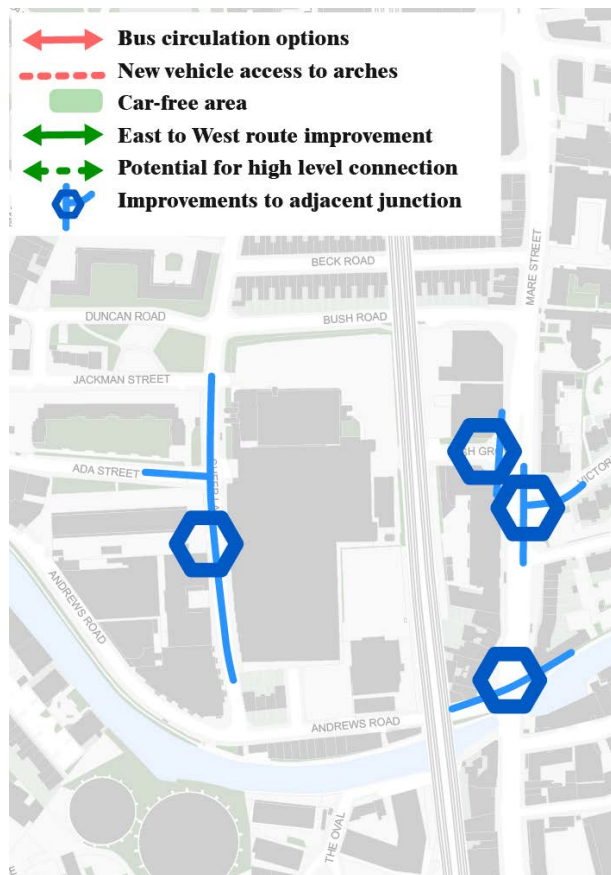 Bus circulation options
New vehicle access to arches
Car-free area
East to West route improvement
Potential for high level connection
Improvements to adjacent junction
BECK ROAD
MARE STREET
DUNCAN ROAD
BUSH ROAD
JACKMAN STREET
ADA STREET
ANDREWS ROAD
ANDREWS ROAD
THE OVAL